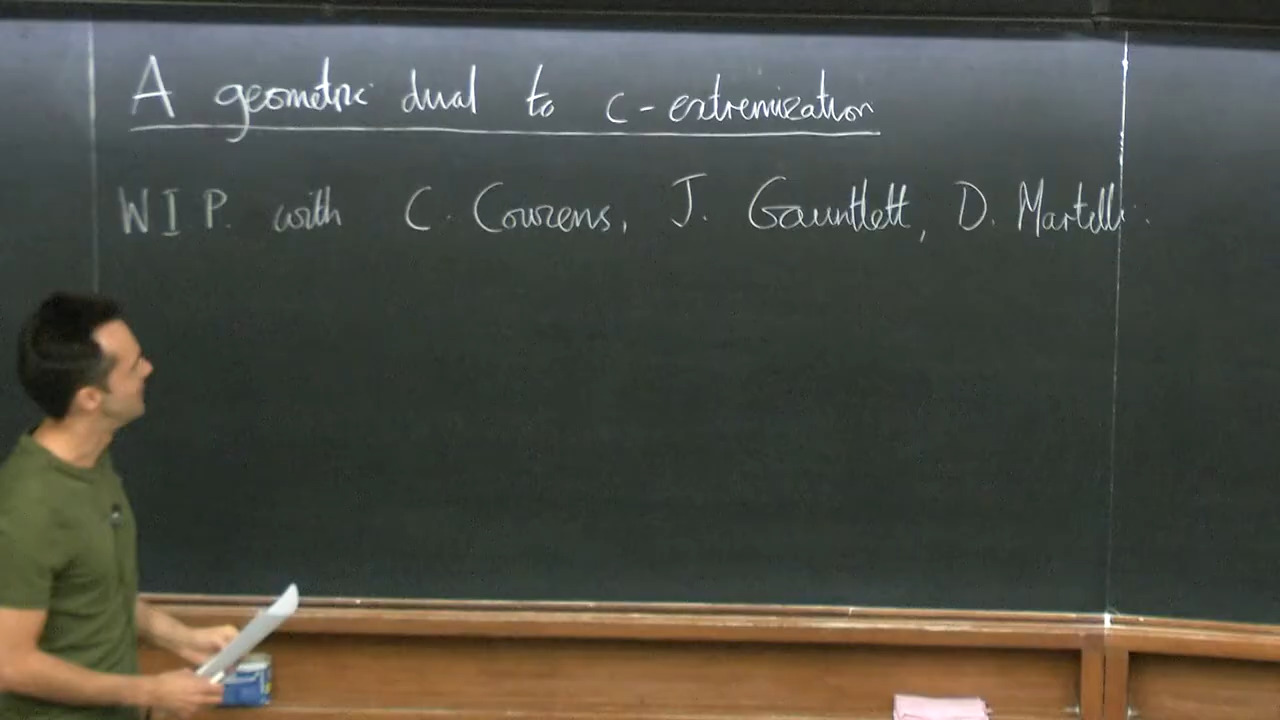 A geometric dual to c-extremization
W I P. with C. Couzens, J. Gauntlett, D. Martelli.